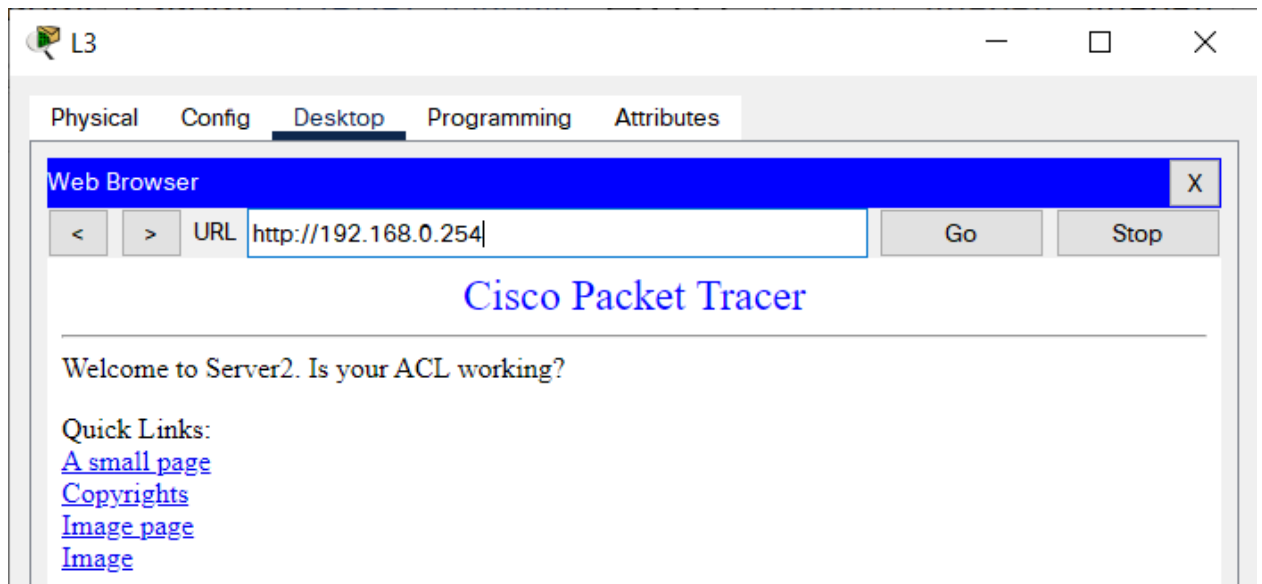 L3
Physical Config Desktop Programming Attributes
Web Browser X
< > URL http://192.168.0.254 Go Stop
Cisco Packet Tracer
Welcome to Server2. Is your ACL working?
Quick Links:
A small page
Copyrights
Image page
Image